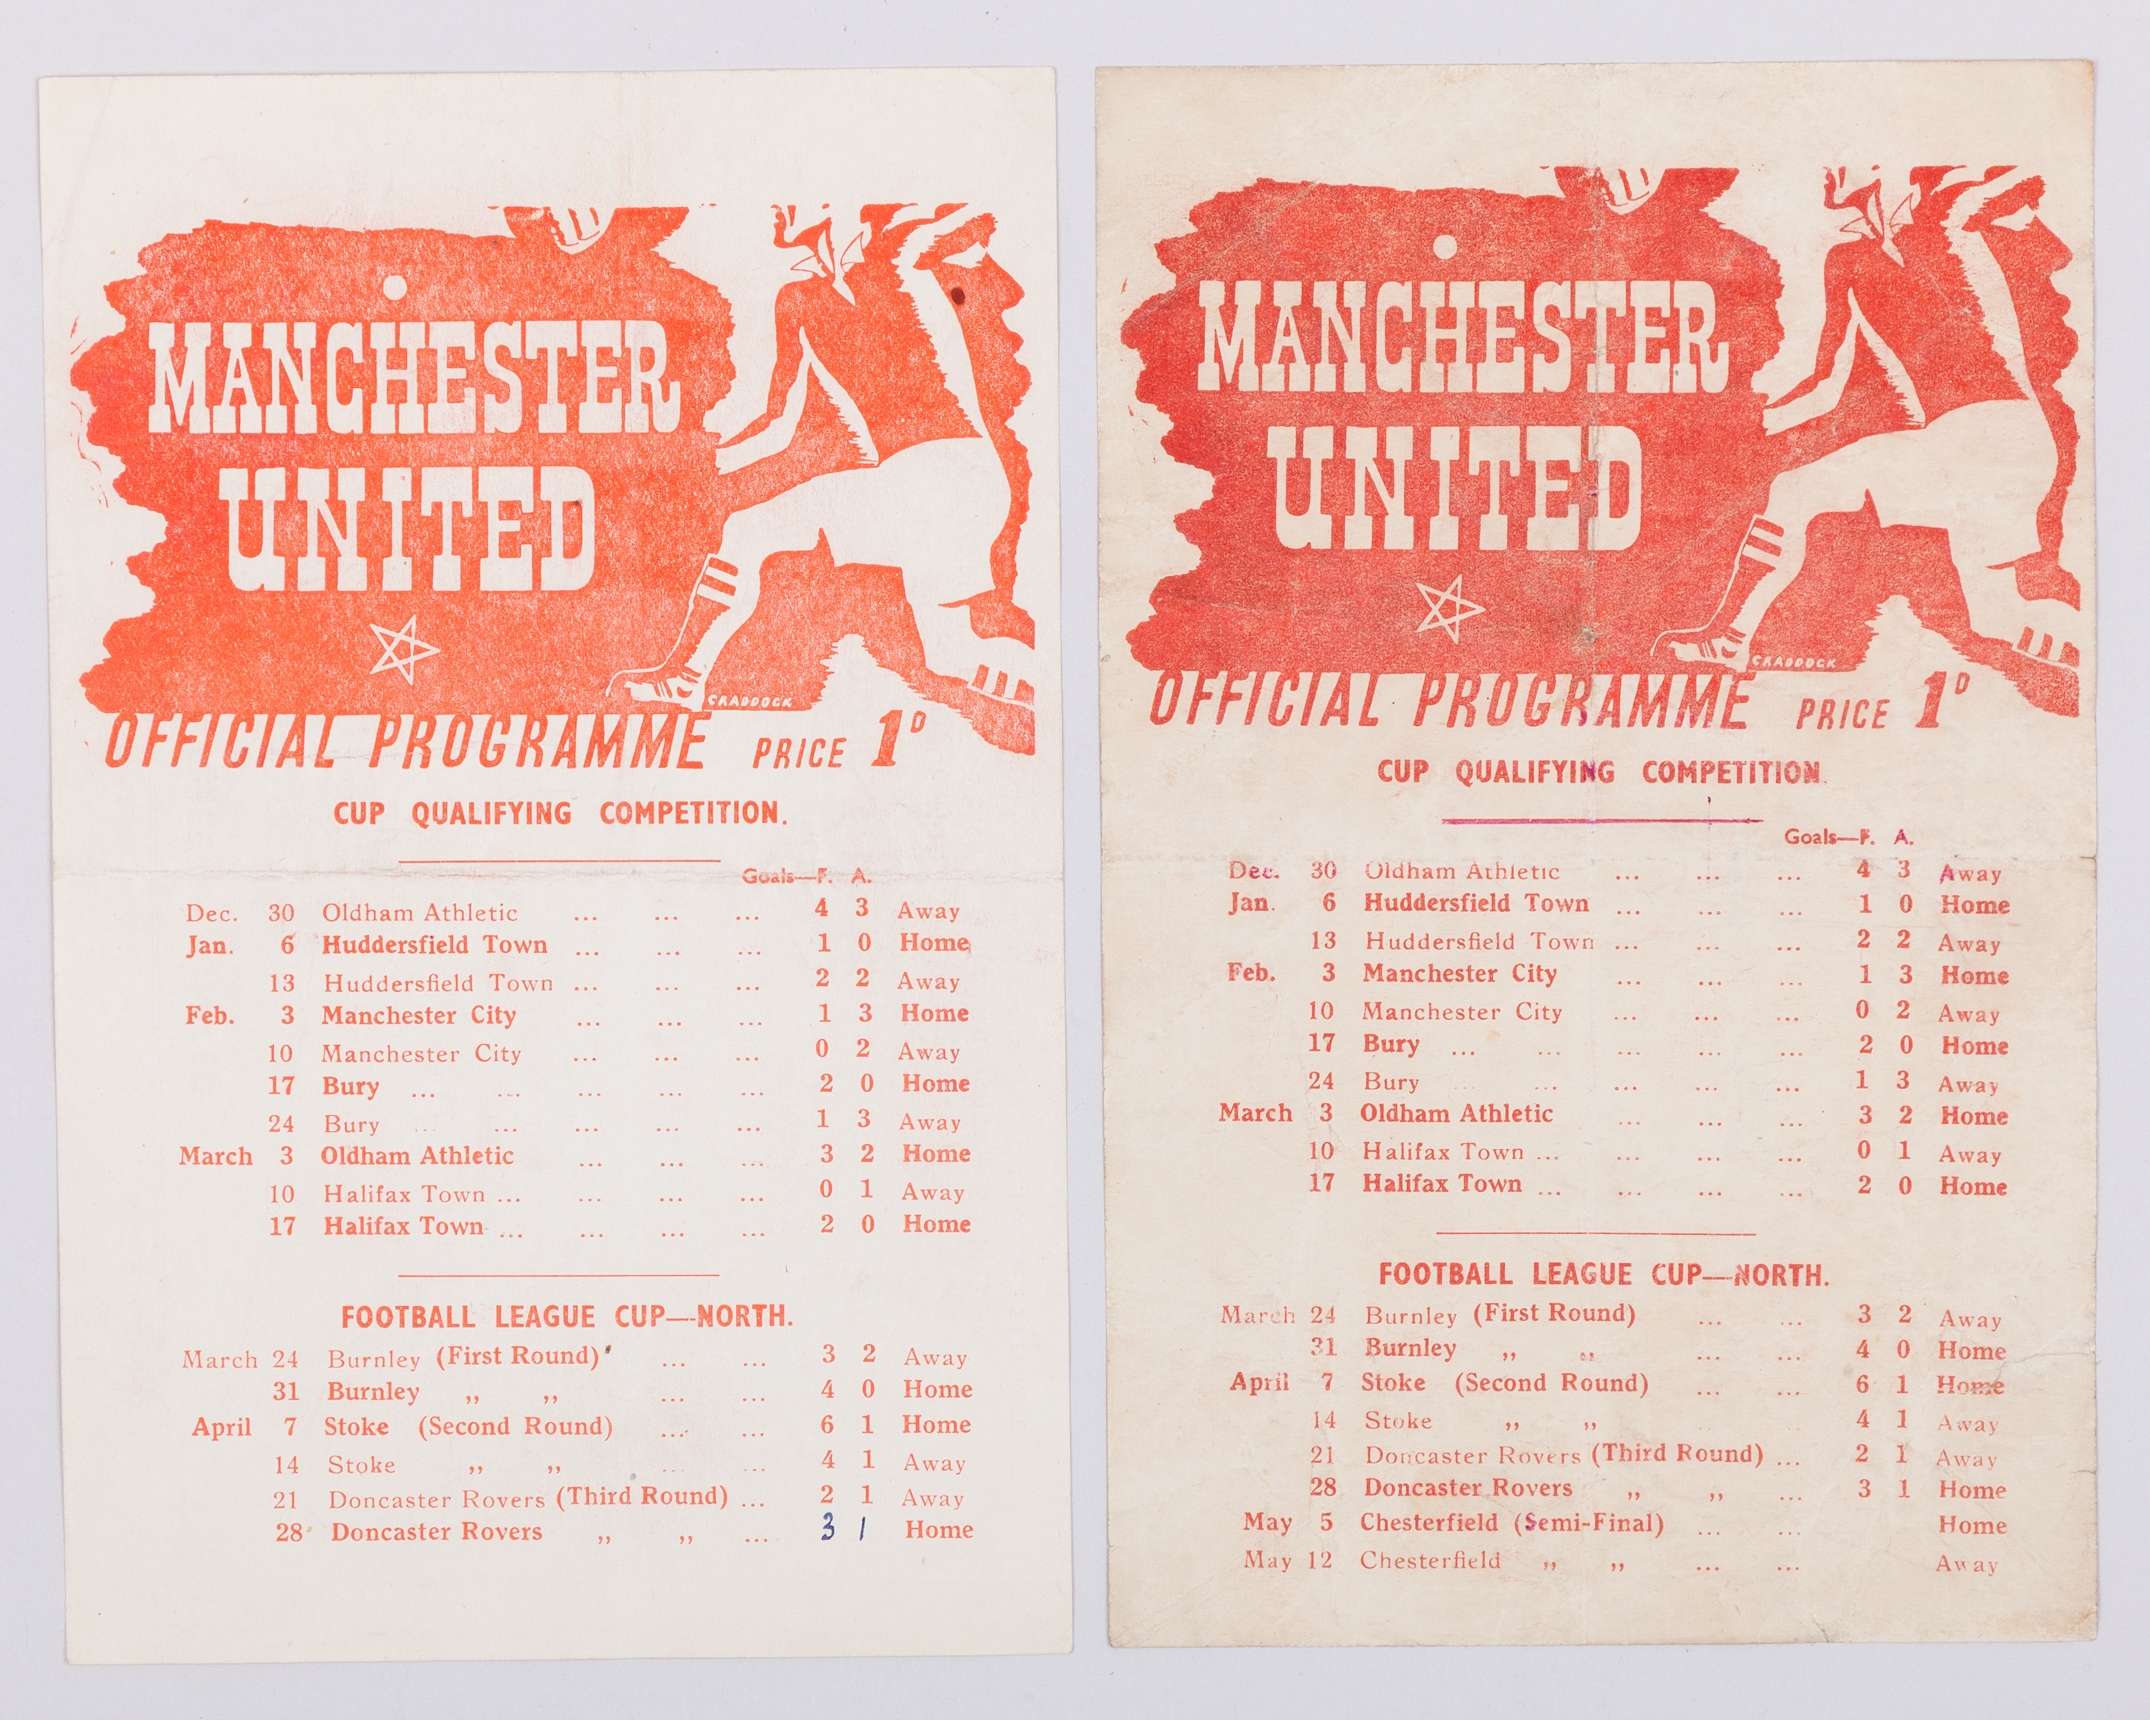 MANCHESTER
UNITED
CRADDOCK
OFFICIAL PROGRAMME PRICE 1D
CUP QUALIFYING COMPETITION.
Goals—F. A.
Dec. 30 Oldham Athletic ... ... ... 4 3 Away
Jan. 6 Huddersfield Town ... ... ... 1 0 Home
13 Huddersfield Town ... ... ... 2 2 Away
Feb. 3 Manchester City ... ... ... 1 3 Home
10 Manchester City ... ... ... 0 2 Away
17 Bury ... ... ... ... ... 2 0 Home
24 Bury ... ... ... ... ... 1 3 Away
March 3 Oldham Athletic ... ... ... 3 2 Home
10 Halifax Town ... ... ... ... 0 1 Away
17 Halifax Town ... ... ... ... 2 0 Home
FOOTBALL LEAGUE CUP—NORTH.
March 24 Burnley (First Round) ... ... 3 2 Away
31 Burnley ,, ,, ... ... 4 0 Home
April 7 Stoke (Second Round) ... ... 6 1 Home
14 Stoke ,, ,, ... ... 4 1 Away
21 Doncaster Rovers (Third Round) ... 2 1 Away
28 Doncaster Rovers ,, ,, ... 3 1 Home
MANCHESTER
UNITED
CRADDOCK
OFFICIAL PROGRAMME PRICE 1D
CUP QUALIFYING COMPETITION.
Goals—F. A.
Dec. 30 Oldham Athletic ... ... ... 4 3 Away
Jan. 6 Huddersfield Town ... ... ... 1 0 Home
13 Huddersfield Town ... ... ... 2 2 Away
Feb. 3 Manchester City ... ... ... 1 3 Home
10 Manchester City ... ... ... 0 2 Away
17 Bury ... ... ... ... ... 2 0 Home
24 Bury ... ... ... ... ... 1 3 Away
March 3 Oldham Athletic ... ... ... 3 2 Home
10 Halifax Town ... ... ... ... 0 1 Away
17 Halifax Town ... ... ... ... 2 0 Home
FOOTBALL LEAGUE CUP—NORTH.
March 24 Burnley (First Round) ... ... 3 2 Away
31 Burnley ,, ,, ... ... 4 0 Home
April 7 Stoke (Second Round) ... ... 6 1 Home
14 Stoke ,, ,, ... ... 4 1 Away
21 Doncaster Rovers (Third Round) ... 2 1 Away
28 Doncaster Rovers ,, ,, ... 3 1 Home
May 5 Chesterfield (Semi-Final) ... ... Home
May 12 Chesterfield ,, ,, ... ... Away